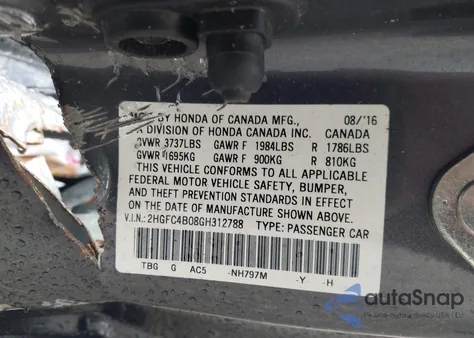 BY HONDA OF CANADA MFG., 08/'16
A DIVISION OF HONDA CANADA INC. CANADA
GVWR 3737LBS GAWR F 1984LBS R 1786LBS
GVWR 1695KG GAWR F 900KG R 810KG
THIS VEHICLE CONFORMS TO ALL APPLICABLE
FEDERAL MOTOR VEHICLE SAFETY, BUMPER,
AND THEFT PREVENTION STANDARDS IN EFFECT
ON THE DATE OF MANUFACTURE SHOWN ABOVE.
V.I.N.: 2HGFC4B08GH312788 TYPE: PASSENGER CAR
TBG G AC5 NH797M Y H
autoSnap